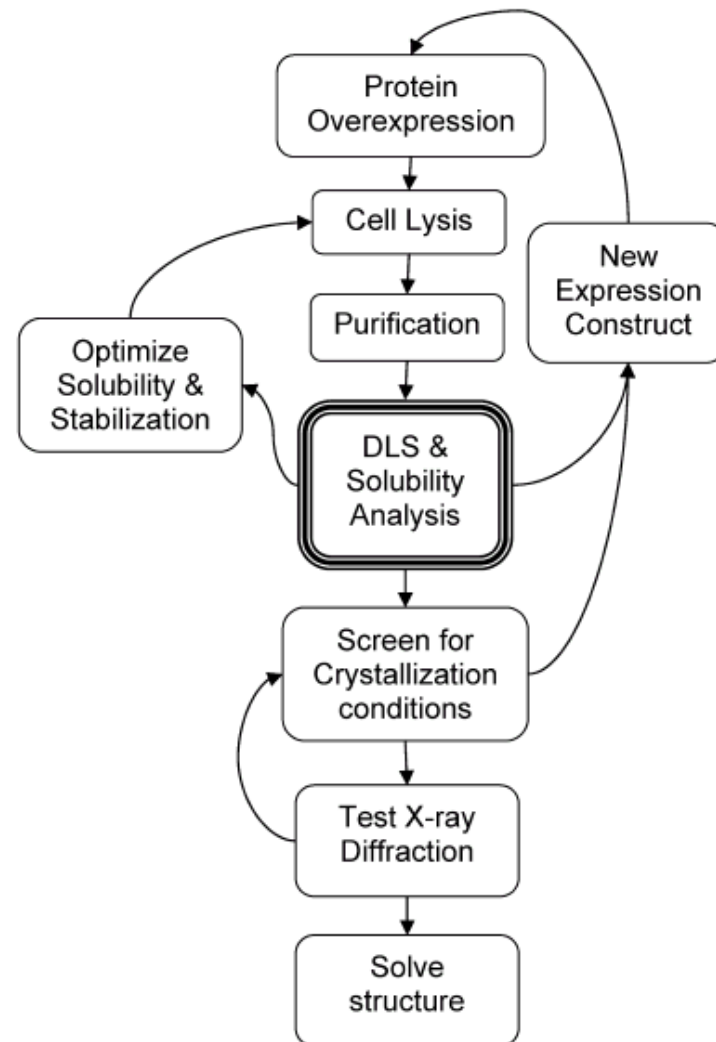 Protein
Overexpression
Cell Lysis
New
Expression
Construct
Purification
Optimize
Solubility &
Stabilization
DLS &
Solubility
Analysis
Screen for
Crystallization
conditions
Test X-ray
Diffraction
Solve
structure